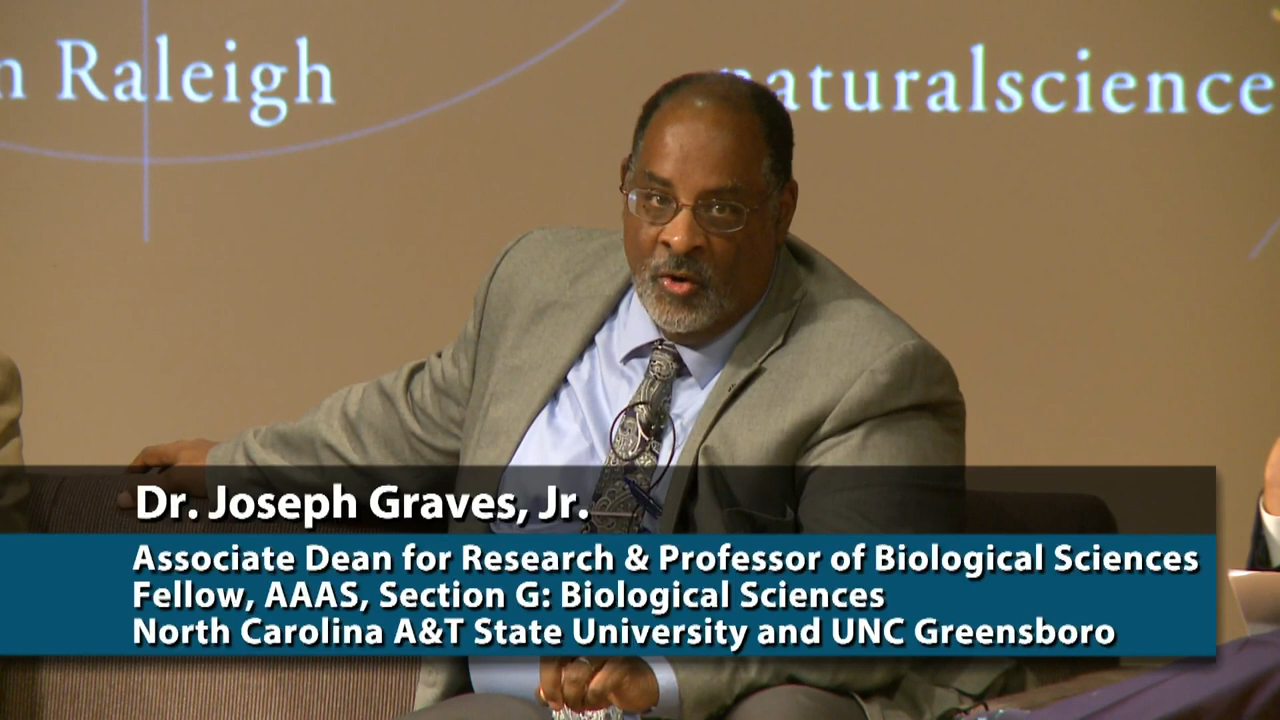 n Raleigh
naturalscience
Dr. Joseph Graves, Jr.
Associate Dean for Research & Professor of Biological Sciences
Fellow, AAAS, Section G: Biological Sciences
North Carolina A&T State University and UNC Greensboro